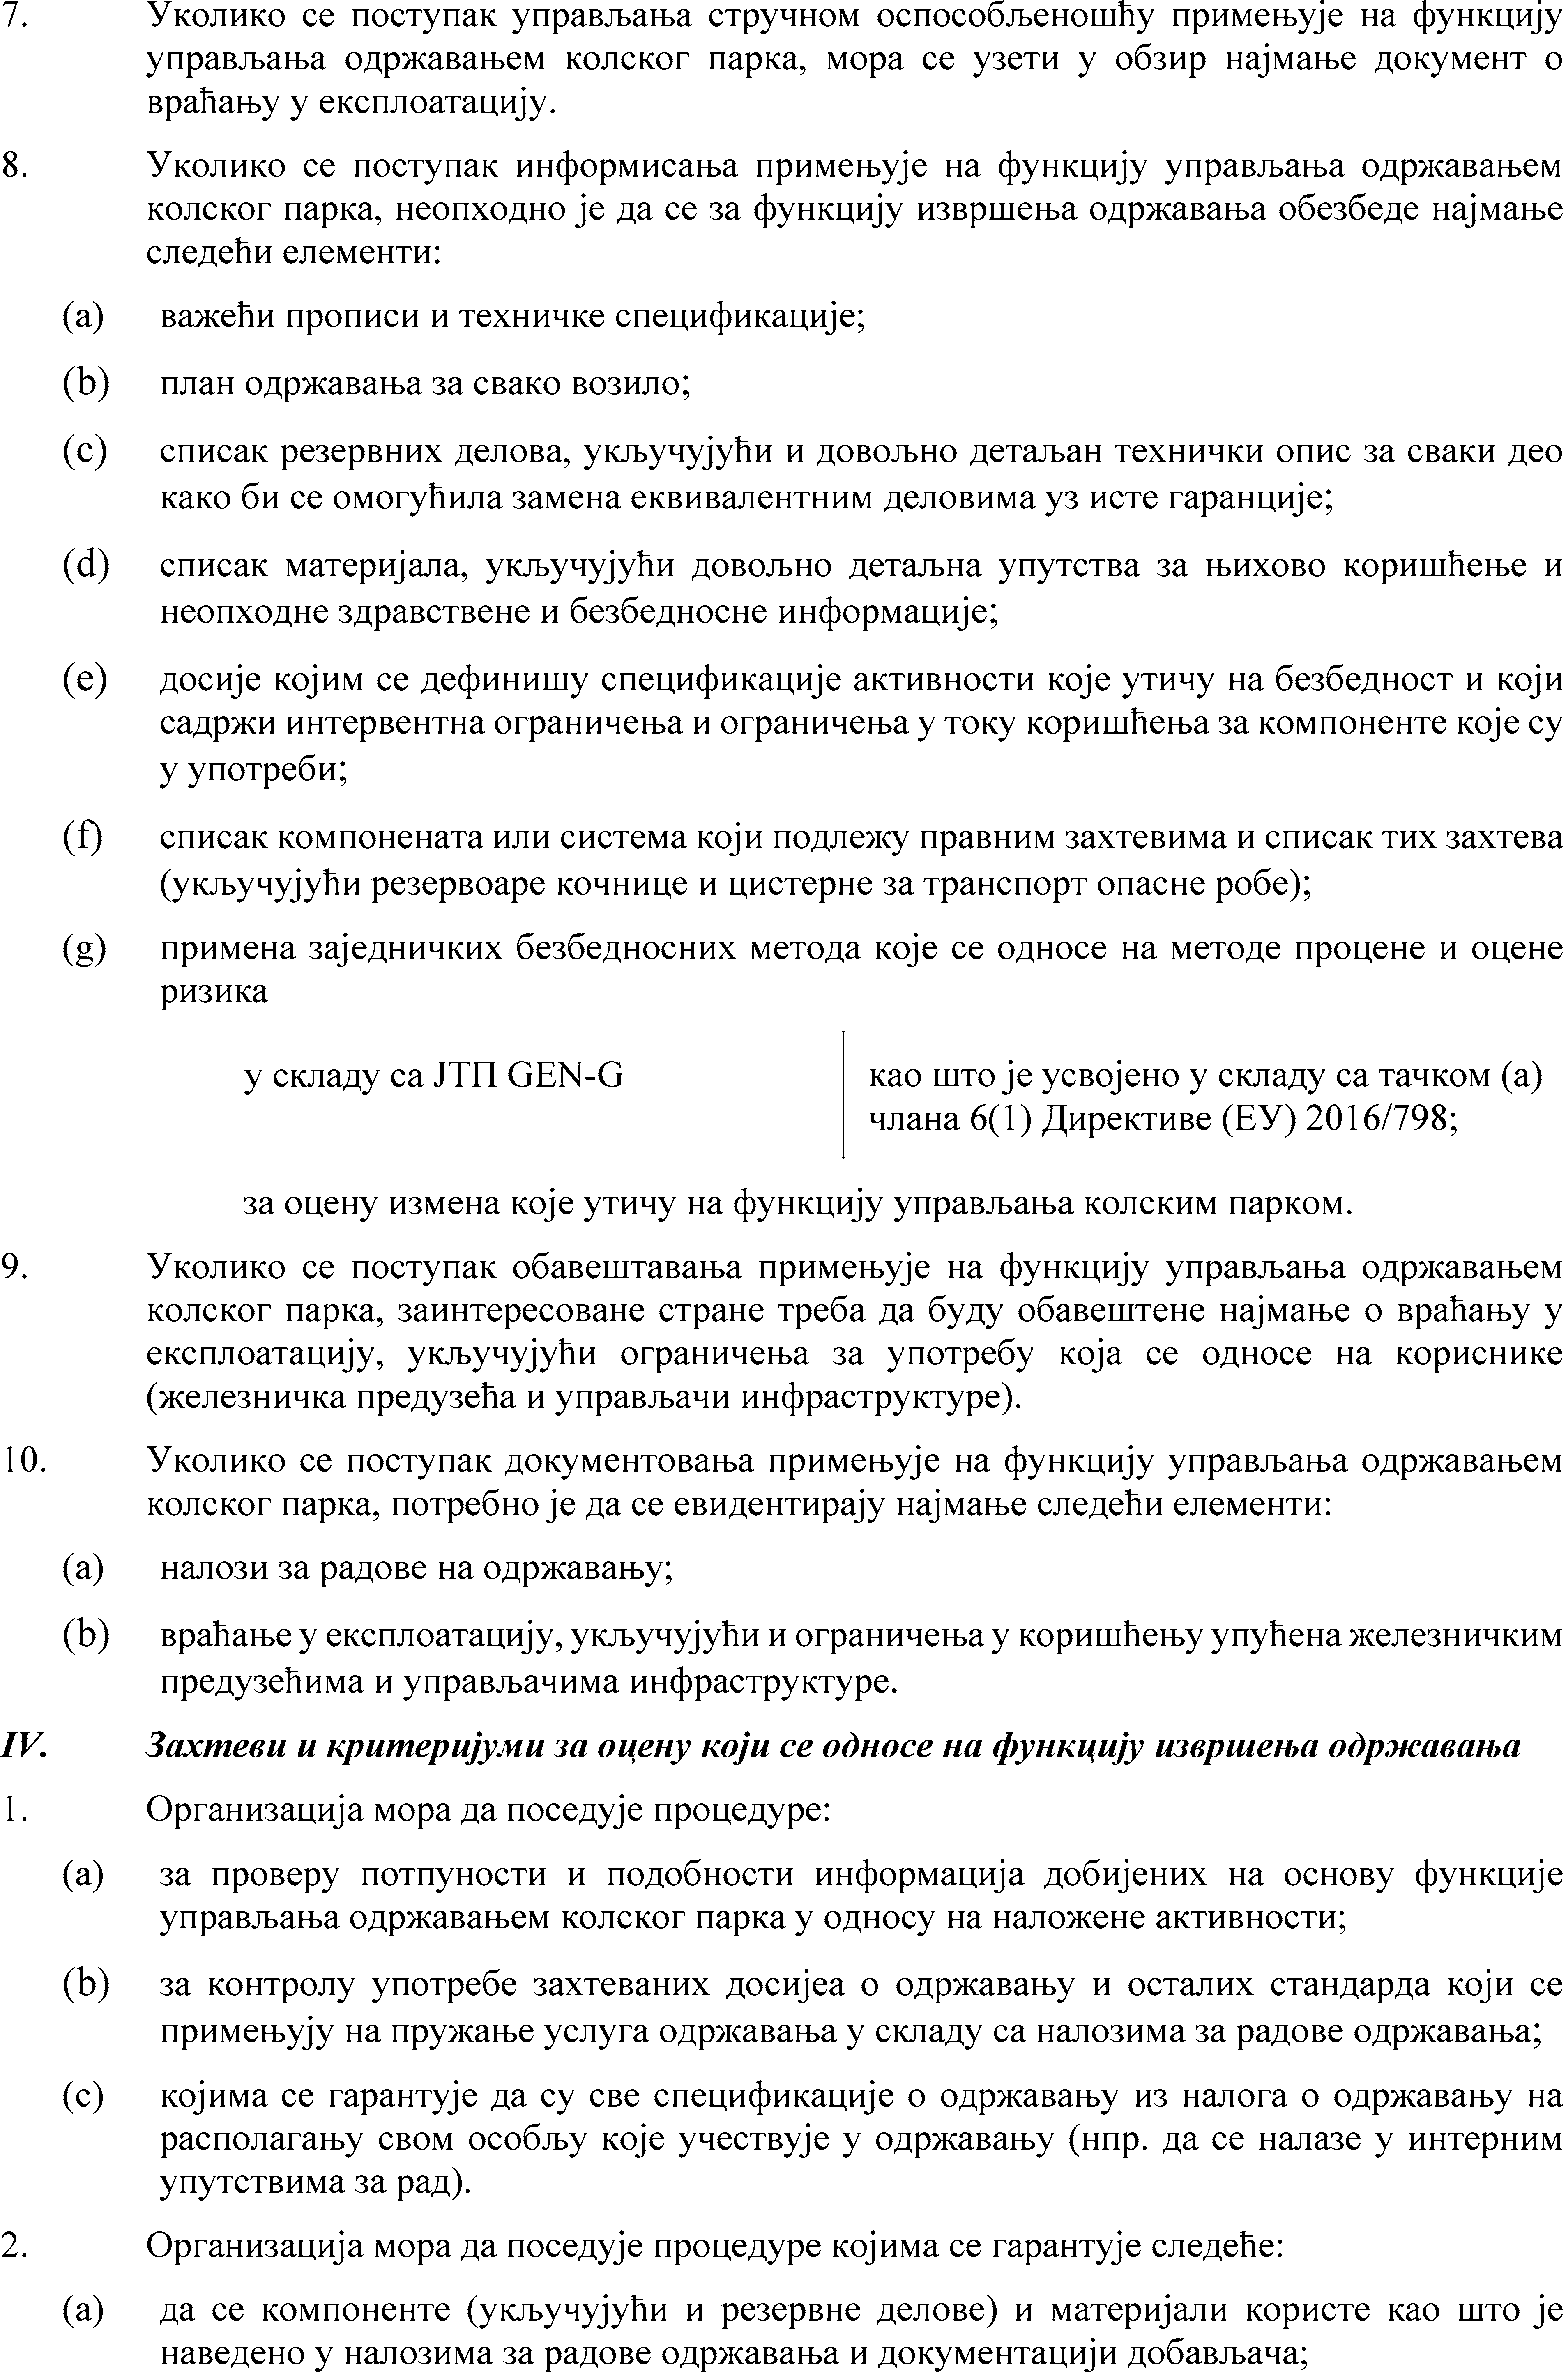 7. Уколико се поступак управљања стручном оспособљеношћу примењује на функцију
управљања одржавањем колског парка, мора се узети у обзир најмање документ о
враћању у експлоатацију.
8. Уколико се поступак информисања примењује на функцију управљања одржавањем
колског парка, неопходно је да се за функцију извршења одржавања обезбеде најмање
следећи елементи:
(a) важећи прописи и техничке спецификације;
(b) план одржавања за свако возило;
(c) списак резервних делова, укључујући и довољно детаљан технички опис за сваки део
како би се омогућила замена еквивалентним деловима уз исте гаранције;
(d) списак материјала, укључујући довољно детаљна упутства за њихово коришћење и
неопходне здравствене и безбедносне информације;
(e) досије којим се дефинишу спецификације активности које утичу на безбедност и који
садржи интервентна ограничења и ограничења у току коришћења за компоненте које су
у употреби;
(f) списак компонената или система који подлежу правним захтевима и списак тих захтева
(укључујући резервоаре кочнице и цистерне за транспорт опасне робе);
(g) примена заједничких безбедносних метода које се односе на методе процене и оцене
ризика
у складу са ЈТП GEN-G
као што је усвојено у складу са тачком (а)
члана 6(1) Директиве (ЕУ) 2016/798;
за оцену измена које утичу на функцију управљања колским парком.
9. Уколико се поступак обавештавања примењује на функцију управљања одржавањем
колског парка, заинтересоване стране треба да буду обавештене најмање о враћању у
експлоатацију, укључујући ограничења за употребу која се односе на кориснике
(железничка предузећа и управљачи инфраструктуре).
10. Уколико се поступак документовања примењује на функцију управљања одржавањем
колског парка, потребно је да се евидентирају најмање следећи елементи:
(a) налози за радове на одржавању;
(b) враћање у експлоатацију, укључујући и ограничења у коришћењу упућена железничким
предузећима и управљачима инфраструктуре.
IV. Захтеви и критеријуми за оцену који се односе на функцију извршења одржавања
1. Организација мора да поседује процедуре:
(a) за проверу потпуности и подобности информација добијених на основу функције
управљања одржавањем колског парка у односу на наложене активности;
(b) за контролу употребе захтеваних досијеа о одржавању и осталих стандарда који се
примењују на пружање услуга одржавања у складу са налозима за радове одржавања;
(c) којима се гарантује да су све спецификације о одржавању из налога о одржавању на
располагању свом особљу које учествује у одржавању (нпр. да се налазе у интерним
упутствима за рад).
2. Организација мора да поседује процедуре којима се гарантује следеће:
(a) да се компоненте (укључујући и резервне делове) и материјали користе као што је
наведено у налозима за радове одржавања и документацији добављача;